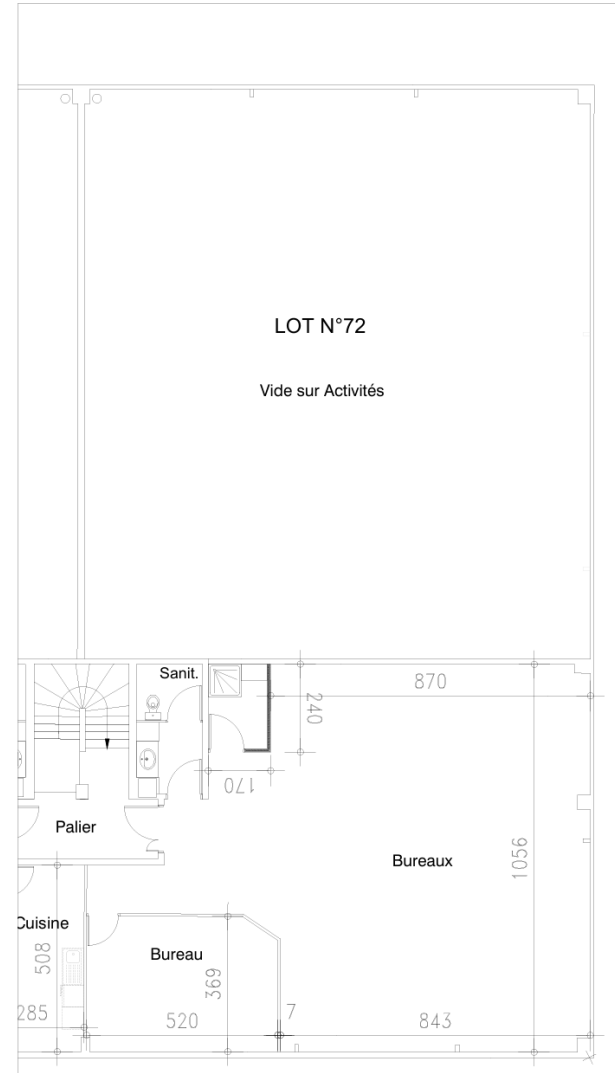 LOT N°72
Vide sur Activités
Sanit.
870
240
170
Palier
Bureaux
1056
Cuisine
508
Bureau
369
285
520
7
843